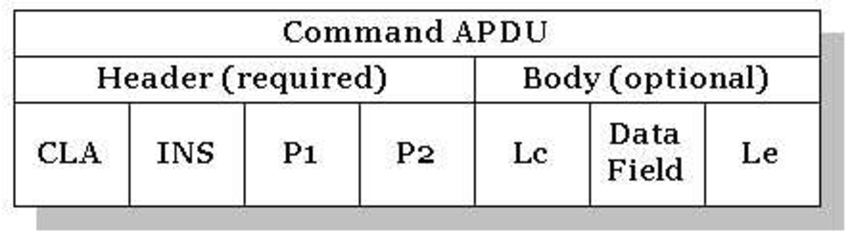 Command APDU
Header (required) Body (optional)
CLA INS P1 P2 Lc Data Field Le